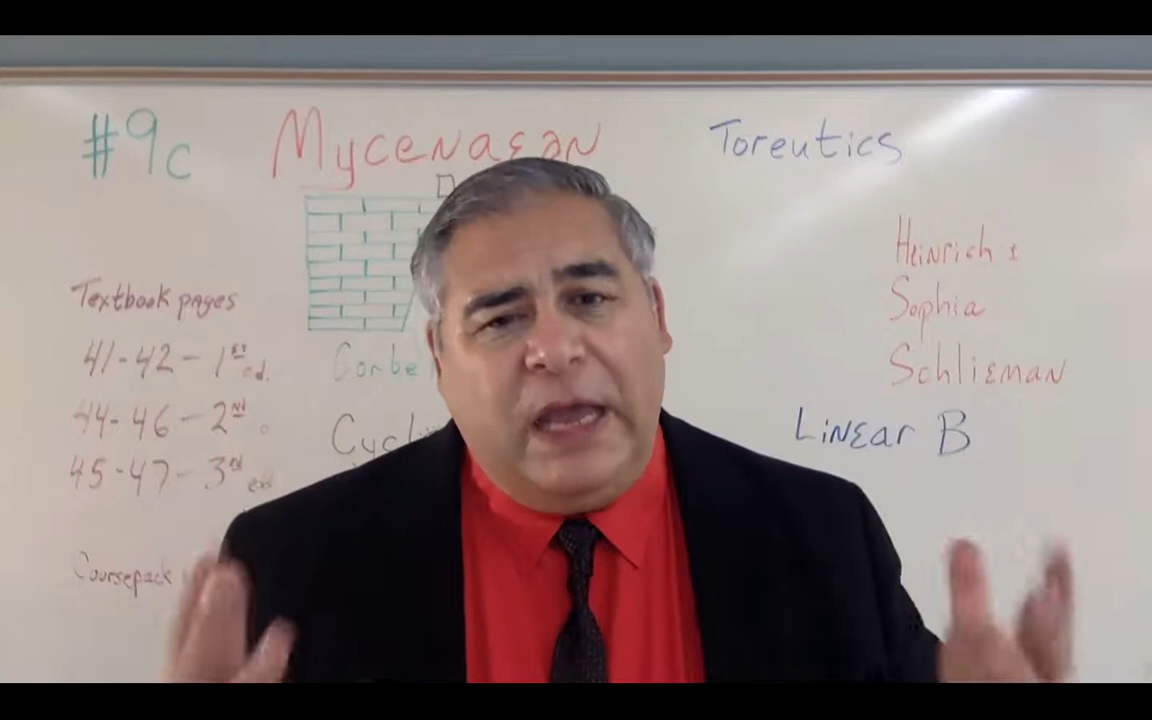 #9c
Mycenaean
Toreutics
Textbook pages
41-42-1st ed.
44-46-2nd
45-47-3rd ed.
Coursepack
Heinrich ±
Sophia
Schlieman
Linear B